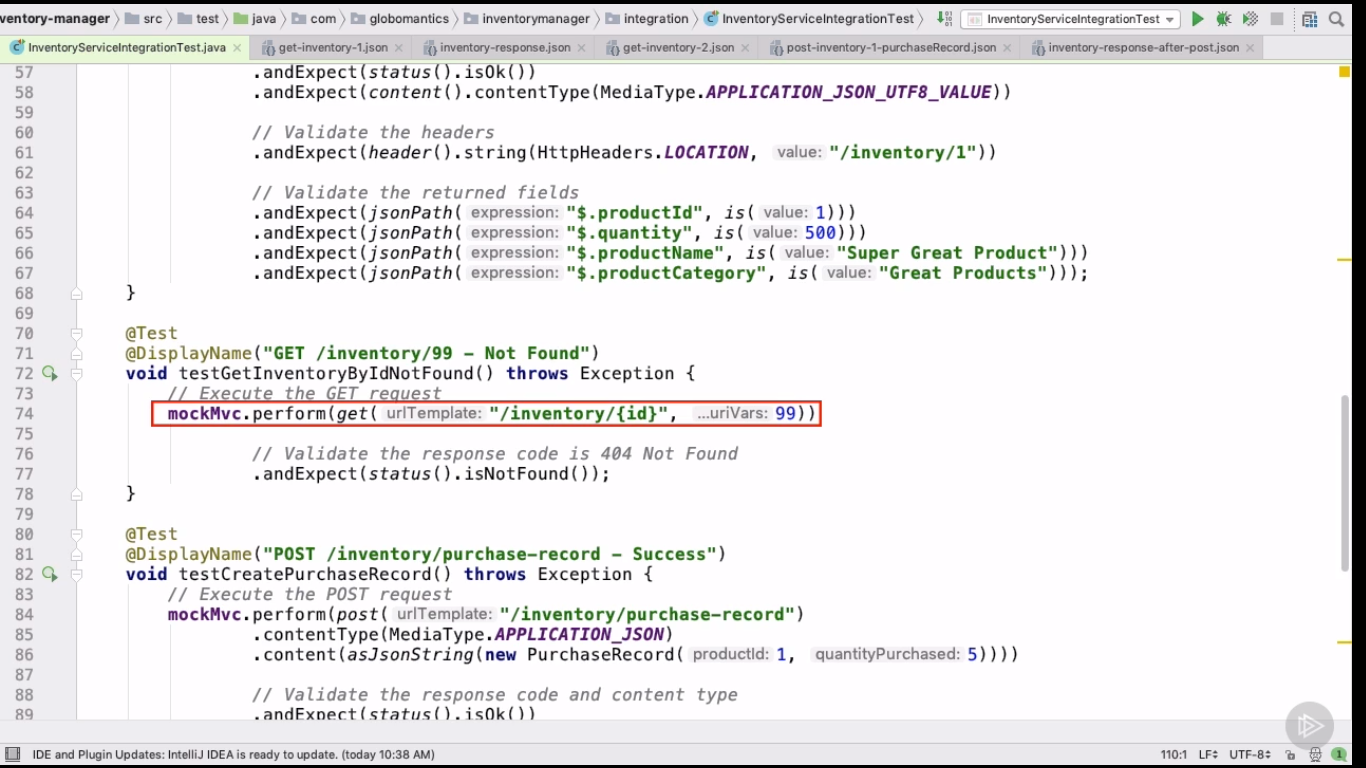 ventory-manager src test java com globomantics inventorymanager integration InventoryServiceIntegrationTest InventoryServiceIntegrationTest
InventoryServiceIntegrationTest.java get-inventory-1.json inventory-response.json get-inventory-2.json post-inventory-1-purchaseRecord.json inventory-response-after-post.json
57 .andExpect(status().isOk())
58 .andExpect(content().contentType(MediaType.APPLICATION_JSON_UTF8_VALUE))
59
60 // Validate the headers
61 .andExpect(header().string(HttpHeaders.LOCATION, value: "/inventory/1"))
62
63 // Validate the returned fields
64 .andExpect(jsonPath( expression: "$.productId", is( value: 1)))
65 .andExpect(jsonPath( expression: "$.quantity", is( value: 500)))
66 .andExpect(jsonPath( expression: "$.productName", is( value: "Super Great Product")))
67 .andExpect(jsonPath( expression: "$.productCategory", is( value: "Great Products")));
68 }
69
70 @Test
71 @DisplayName("GET /inventory/99 - Not Found")
72 void testGetInventoryByIdNotFound() throws Exception {
73 // Execute the GET request
74 mockMvc.perform(get( urlTemplate: "/inventory/{id}", ...uriVars: 99))
75
76 // Validate the response code is 404 Not Found
77 .andExpect(status().isNotFound());
78 }
79
80 @Test
81 @DisplayName("POST /inventory/purchase-record - Success")
82 void testCreatePurchaseRecord() throws Exception {
83 // Execute the POST request
84 mockMvc.perform(post( urlTemplate: "/inventory/purchase-record")
85 .contentType(MediaType.APPLICATION_JSON)
86 .content(asJsonString(new PurchaseRecord( productId: 1, quantityPurchased: 5))))
87
88 // Validate the response code and content type
89 .andExpect(status().isOk())
IDE and Plugin Updates: IntelliJ IDEA is ready to update. (today 10:38 AM) 110:1 LF UTF-8 1